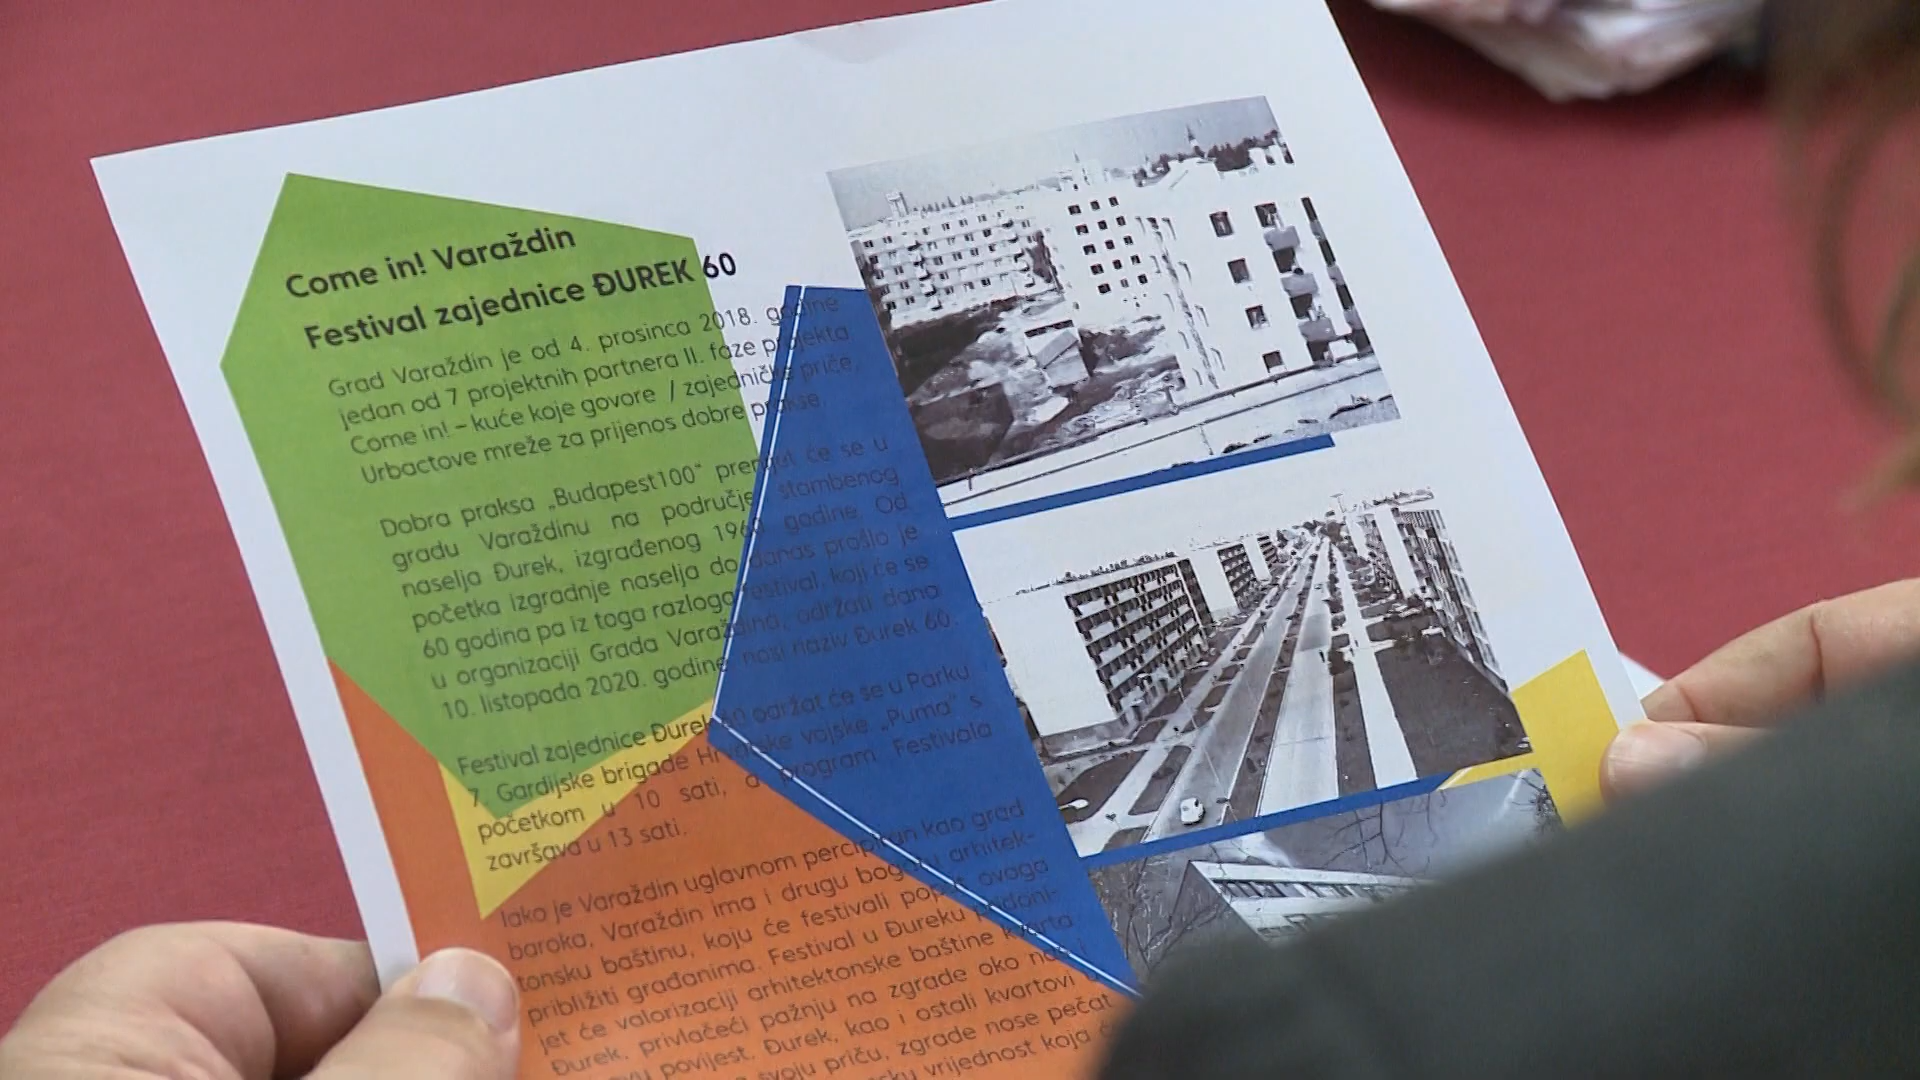 Come in! Varaždin
Festival zajednice ĐUREK 60
Grad Varaždin je od 4. prosinca 2018. godine
jedan od 7 projektnih partnera II. faze projekta
Come in! – kuće koje govore / zajedničke priče,
Urbactove mreže za prijenos dobre prakse.
Dobra praksa „Budapest100“ prenijut će se u
gradu Varaždinu na područje stambenog
naselja Đurek, izgrađenog 1960. godine. Od
početka izgradnje naselja do danas prošlo je
60 godina pa iz toga razloga festival, koji će se
u organizaciji Grada Varaždina, održati dana
10. listopada 2020. godine, nosi naziv Đurek 60.
Festival zajednice Đurek 60 održat će se u Parku
7. Gardijske brigade Hrvatske vojske „Puma“ s
početkom u 10 sati, a program Festivala
završava u 13 sati.
Iako je Varaždin uglavnom percipiran kao grad
baroka, Varaždin ima i drugu bogatu arhitek-
tonsku baštinu, koju će festivali poput ovoga
približiti građanima. Festival u Đureku pridoni-
jet će valorizaciji arhitektonske baštine kvarta
Đurek, privlačeći pažnju na zgrade oko nas i
povijest. Đurek, kao i ostali kvartovi
svoju priču, zgrade nose pečat
vrijednost koja